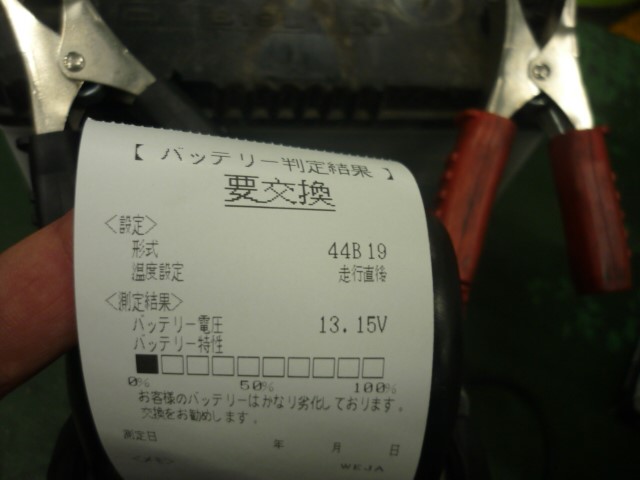 【 バッテリー判定結果 】
要交換
<設定>
形式 44B19
温度設定 走行直後
<測定結果>
バッテリー電圧 13.15V
バッテリー特性
0% 50% 100%
お客様のバッテリーはかなり劣化しております。
交換をお勧めします。
測定日 年 月 日
<メモ> WEJA